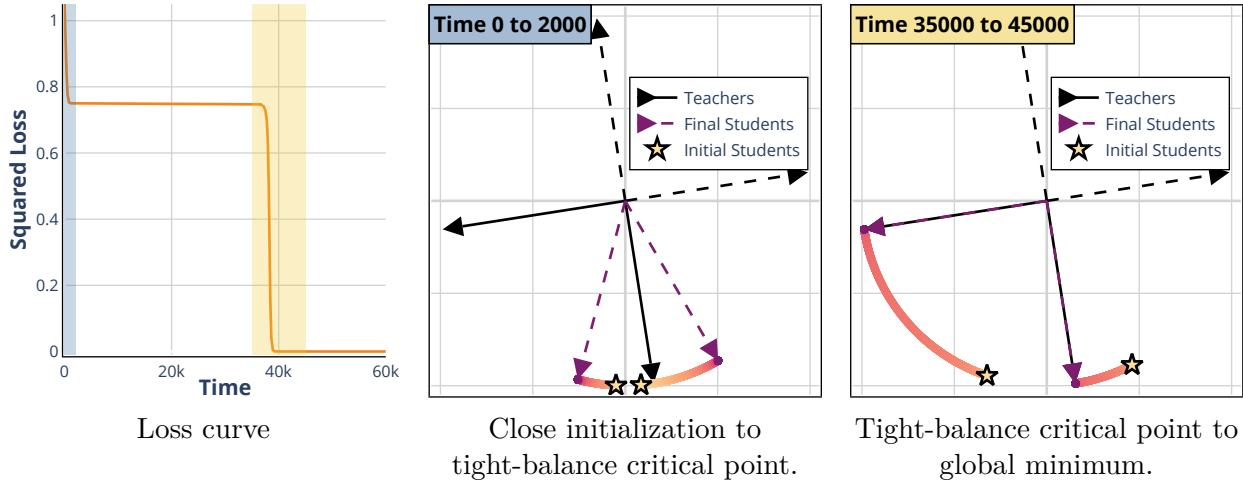 1
0.8
0.6
0.4
0.2
0
Squared Loss
0
20k
40k
60k
Time
Loss curve
Time 0 to 2000
Teachers
Final Students
Initial Students
Close initialization to
tight-balance critical point.
Time 35000 to 45000
Teachers
Final Students
Initial Students
Tight-balance critical point to
global minimum.